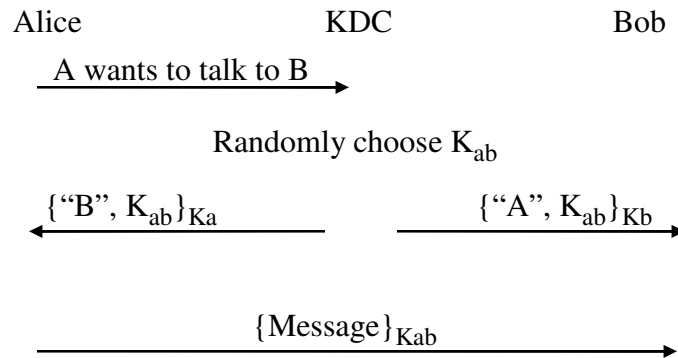 Alice KDC Bob
A wants to talk to B
Randomly choose Kab
{“B”, Kab}Ka {“A”, Kab}Kb
{Message}Kab